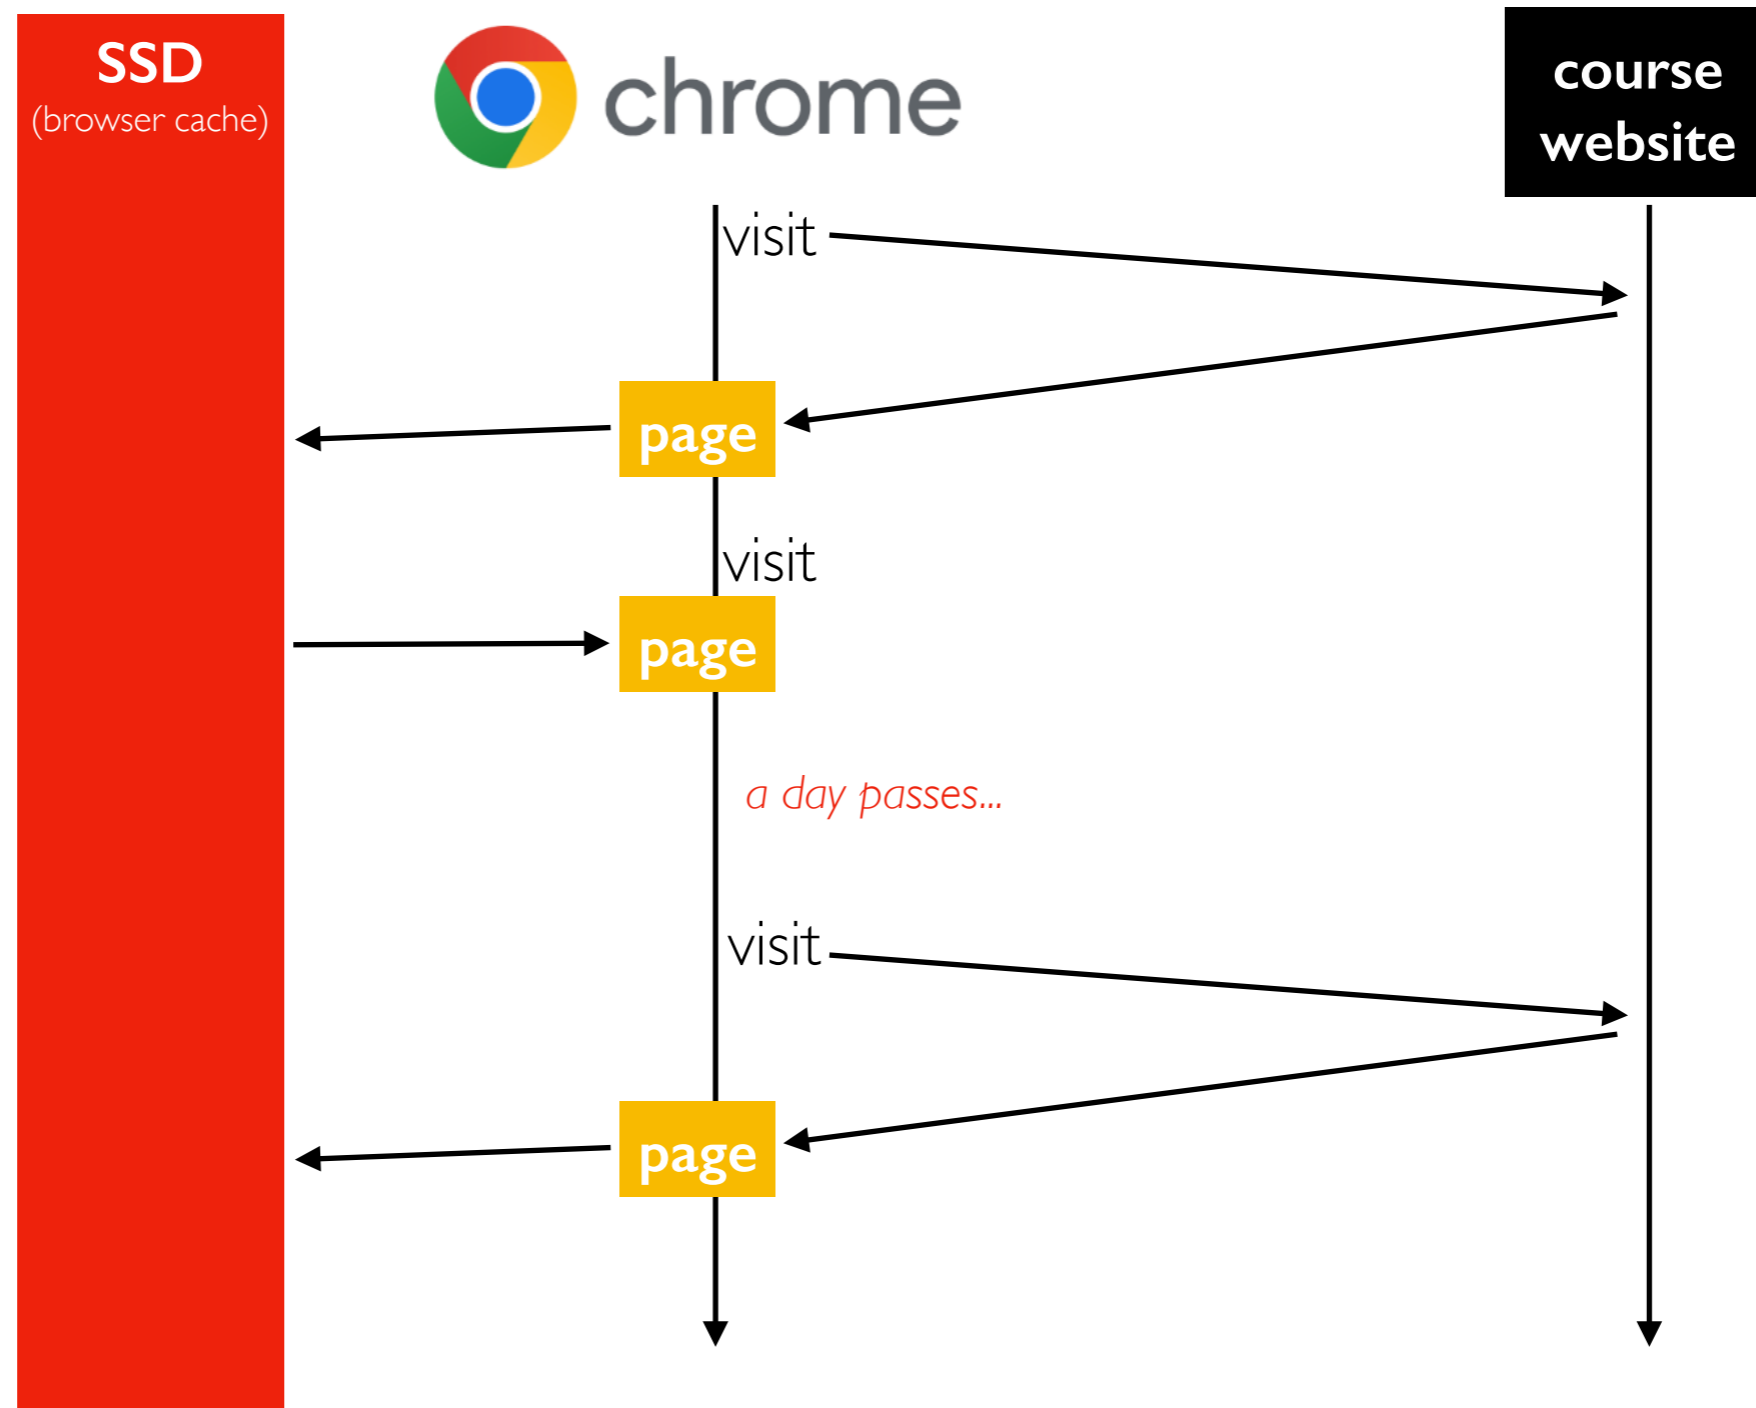 SSD
(browser cache)
chrome
course
website
visit
page
visit
page
a day passes...
visit
page